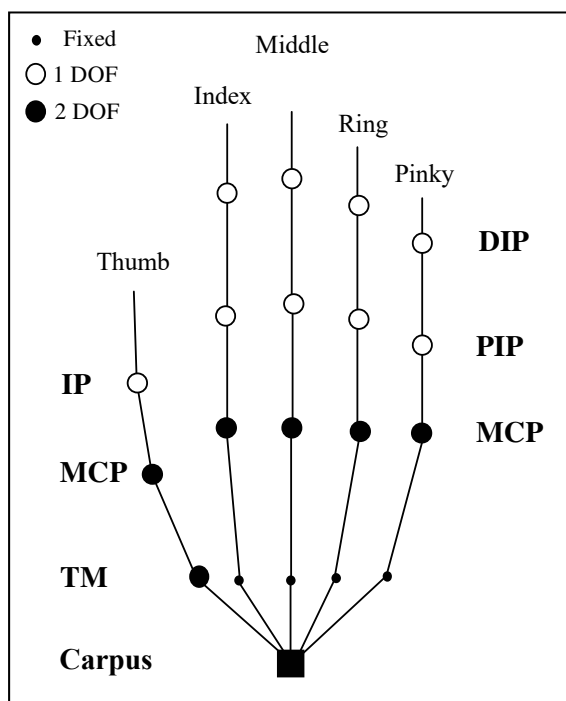 Fixed
1 DOF
2 DOF
Middle
Index
Ring
Pinky
DIP
Thumb
PIP
IP
MCP
MCP
TM
Carpus